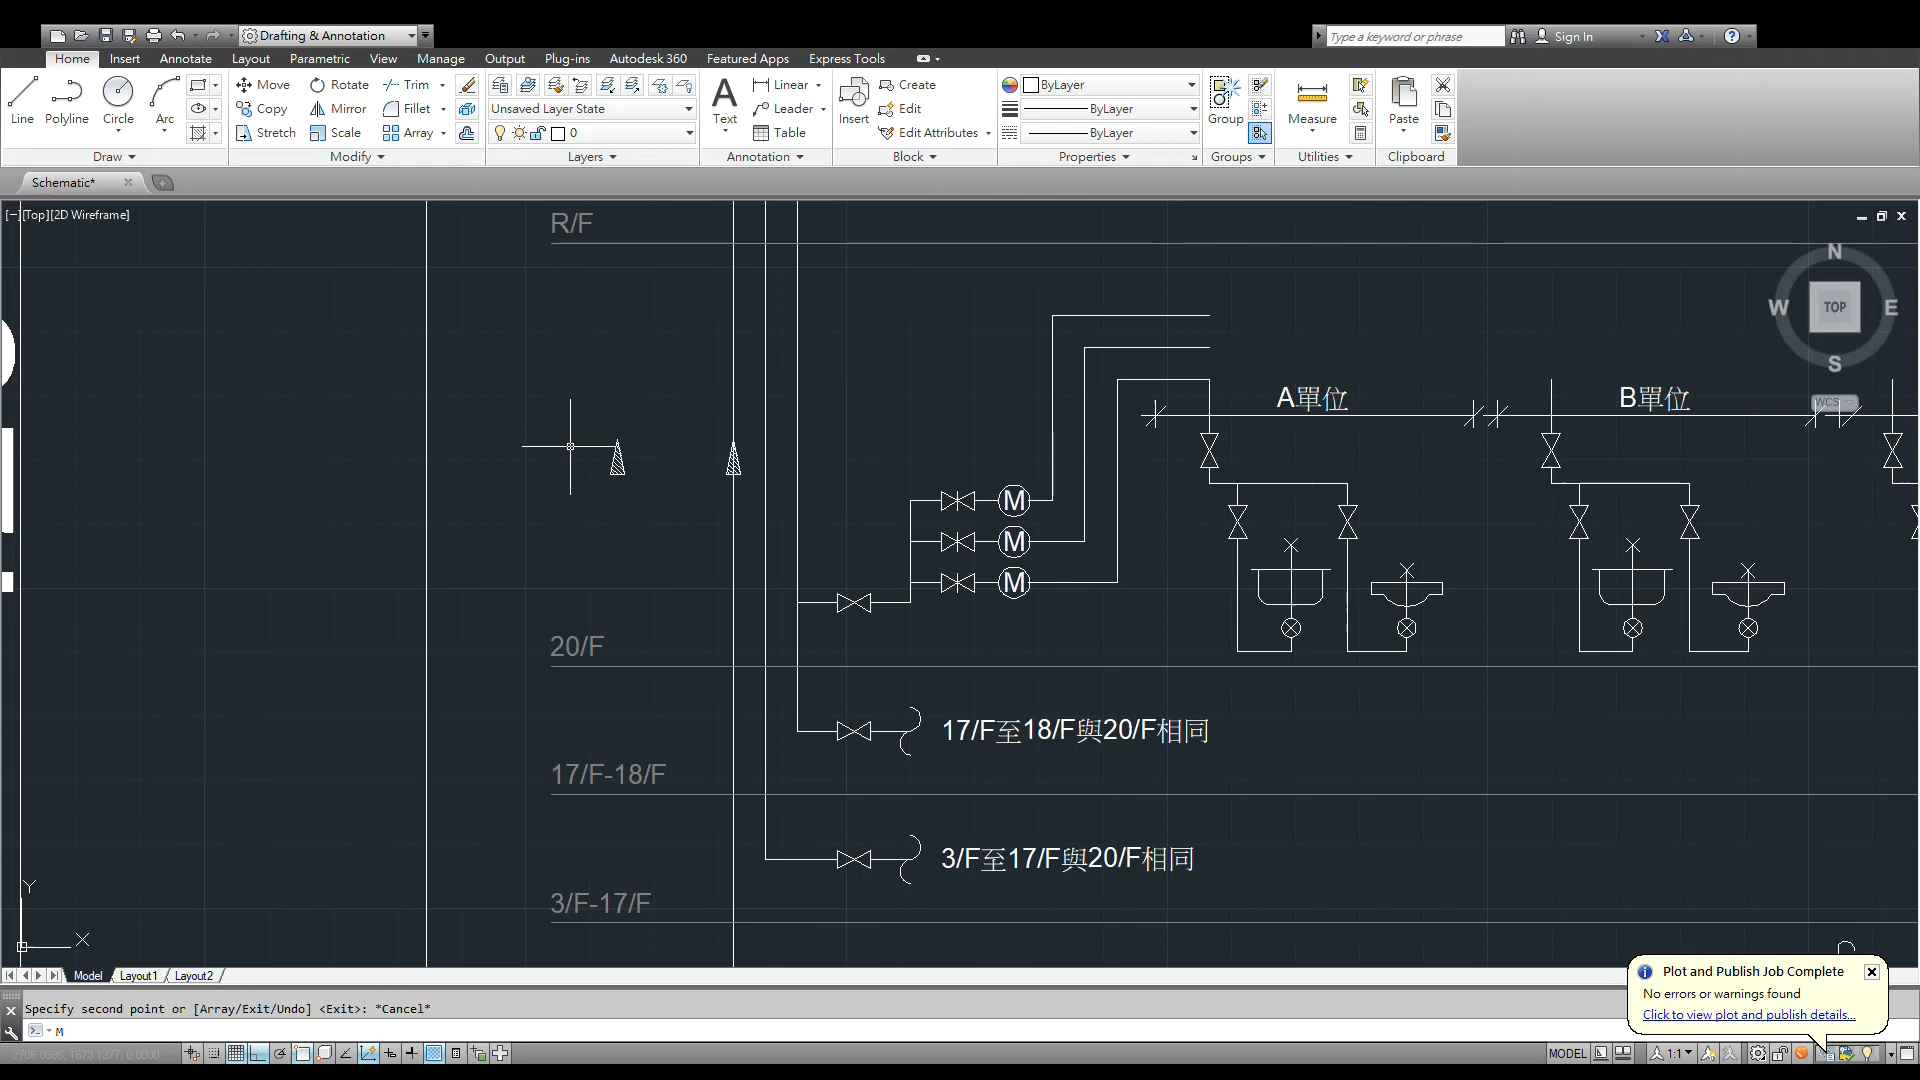 Drafting & Annotation
Type a keyword or phrase
Sign In
Home Insert Annotate Layout Parametric View Manage Output Plug-ins Autodesk 360 Featured Apps Express Tools
Line Polyline Circle Arc
Move Rotate Trim
Copy Mirror Fillet
Stretch Scale Array
Unsaved Layer State
0
Text
Linear
Leader
Table
Insert
Create
Edit
Edit Attributes
ByLayer
ByLayer
ByLayer
Group
Measure
Paste
Draw Modify Layers Annotation Block Properties Groups Utilities Clipboard
Schematic*
[−][Top][2D Wireframe]
R/F
N
W TOP E
S
WCS
A單位
B單位
M
M
M
20/F
17/F至18/F與20/F相同
17/F-18/F
3/F至17/F與20/F相同
3/F-17/F
Y
X
Model Layout1 Layout2
Plot and Publish Job Complete
No errors or warnings found
Click to view plot and publish details...
Specify second point or [Array/Exit/Undo] <Exit>: *Cancel*
M
2706.0885, 1673.1277, 0.0000
MODEL
1:1